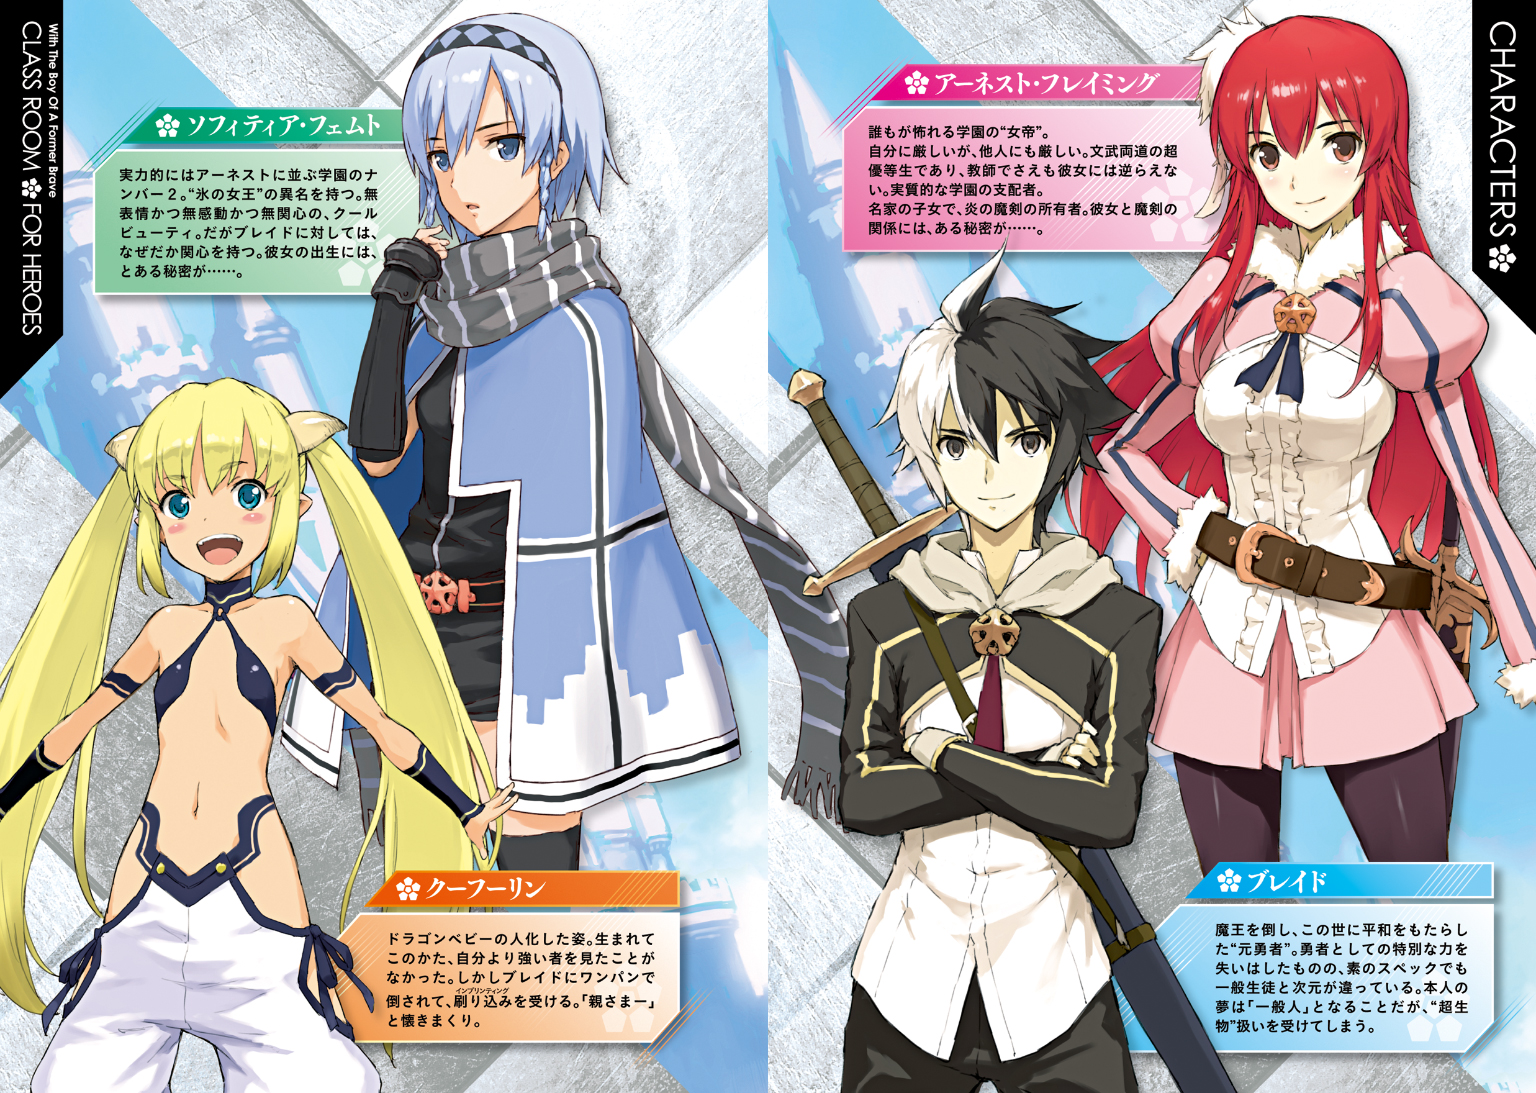 CHARACTERS
アーネスト・フレイミング
誰もが怖れる学園の“女帝”。
自分に厳しいが、他人にも厳しい。文武両道の超
優等生であり、教師でさえも彼女には逆らえな
い。実質的な学園の支配者。
名家の子女で、炎の魔剣の所有者。彼女と魔剣の
関係には、ある秘密が……。
ブレイド
魔王を倒し、この世に平和をもたらし
た“元勇者”。勇者としての特別な力を
失いはしたものの、素のスペックでも
一般生徒と次元が違っている。本人の
夢は「一般人」となることだが、“超生
物”扱いを受けてしまう。
ソフィティア・フェムト
実力的にはアーネストに並ぶ学園のナ
ンバー２。“氷の女王”の異名を持つ。無
表情かつ無感動かつ無関心の、クール
ビューティ。だがブレイドに対しては、
なぜだか関心を持つ。彼女の出生には、
とある秘密が……。
クーフーリン
ドラゴンベビーの人化した姿。生まれて
このかた、自分より強い者を見たことが
なかった。しかしブレイドにワンパンで
インプリンティング
倒されて、刷り込みを受ける。「親さまー」
と懐きまくり。
With The Boy Of A Former Brave
CLASS ROOM FOR HEROES